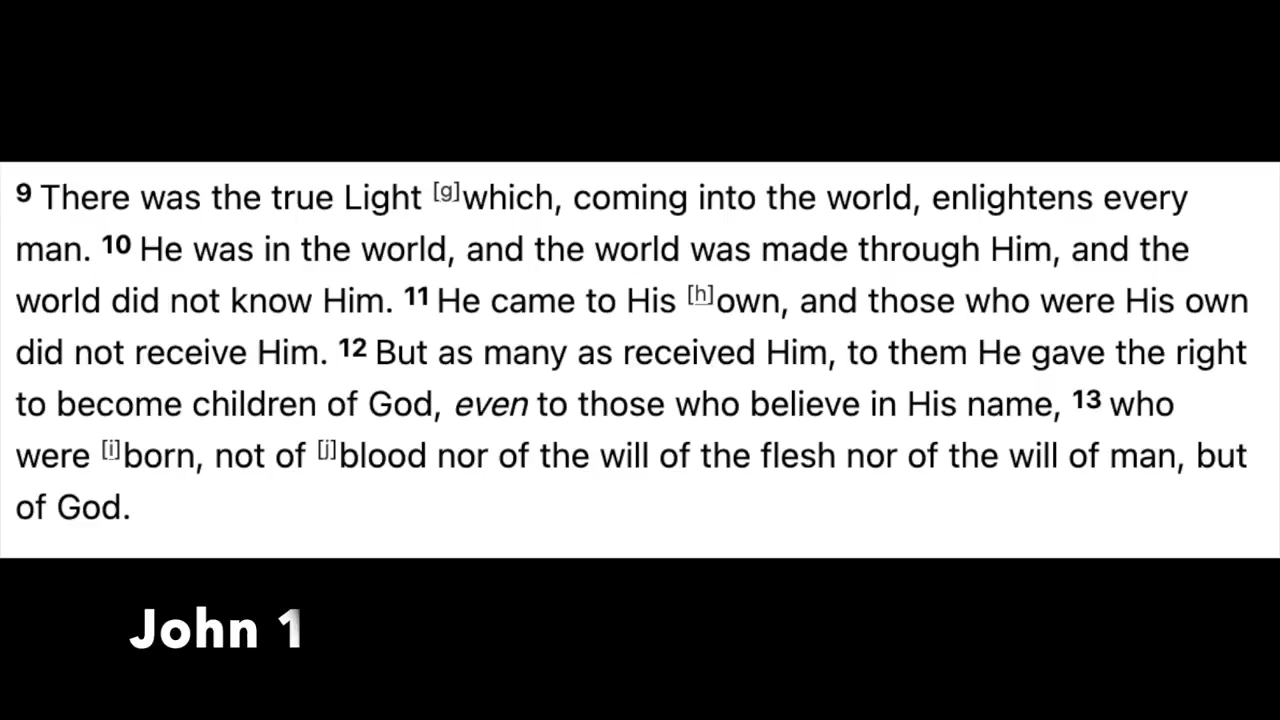 9 There was the true Light [g]which, coming into the world, enlightens every
man. 10 He was in the world, and the world was made through Him, and the
world did not know Him. 11 He came to His [h]own, and those who were His own
did not receive Him. 12 But as many as received Him, to them He gave the right
to become children of God, even to those who believe in His name, 13 who
were [i]born, not of [j]blood nor of the will of the flesh nor of the will of man, but
of God.
John 1